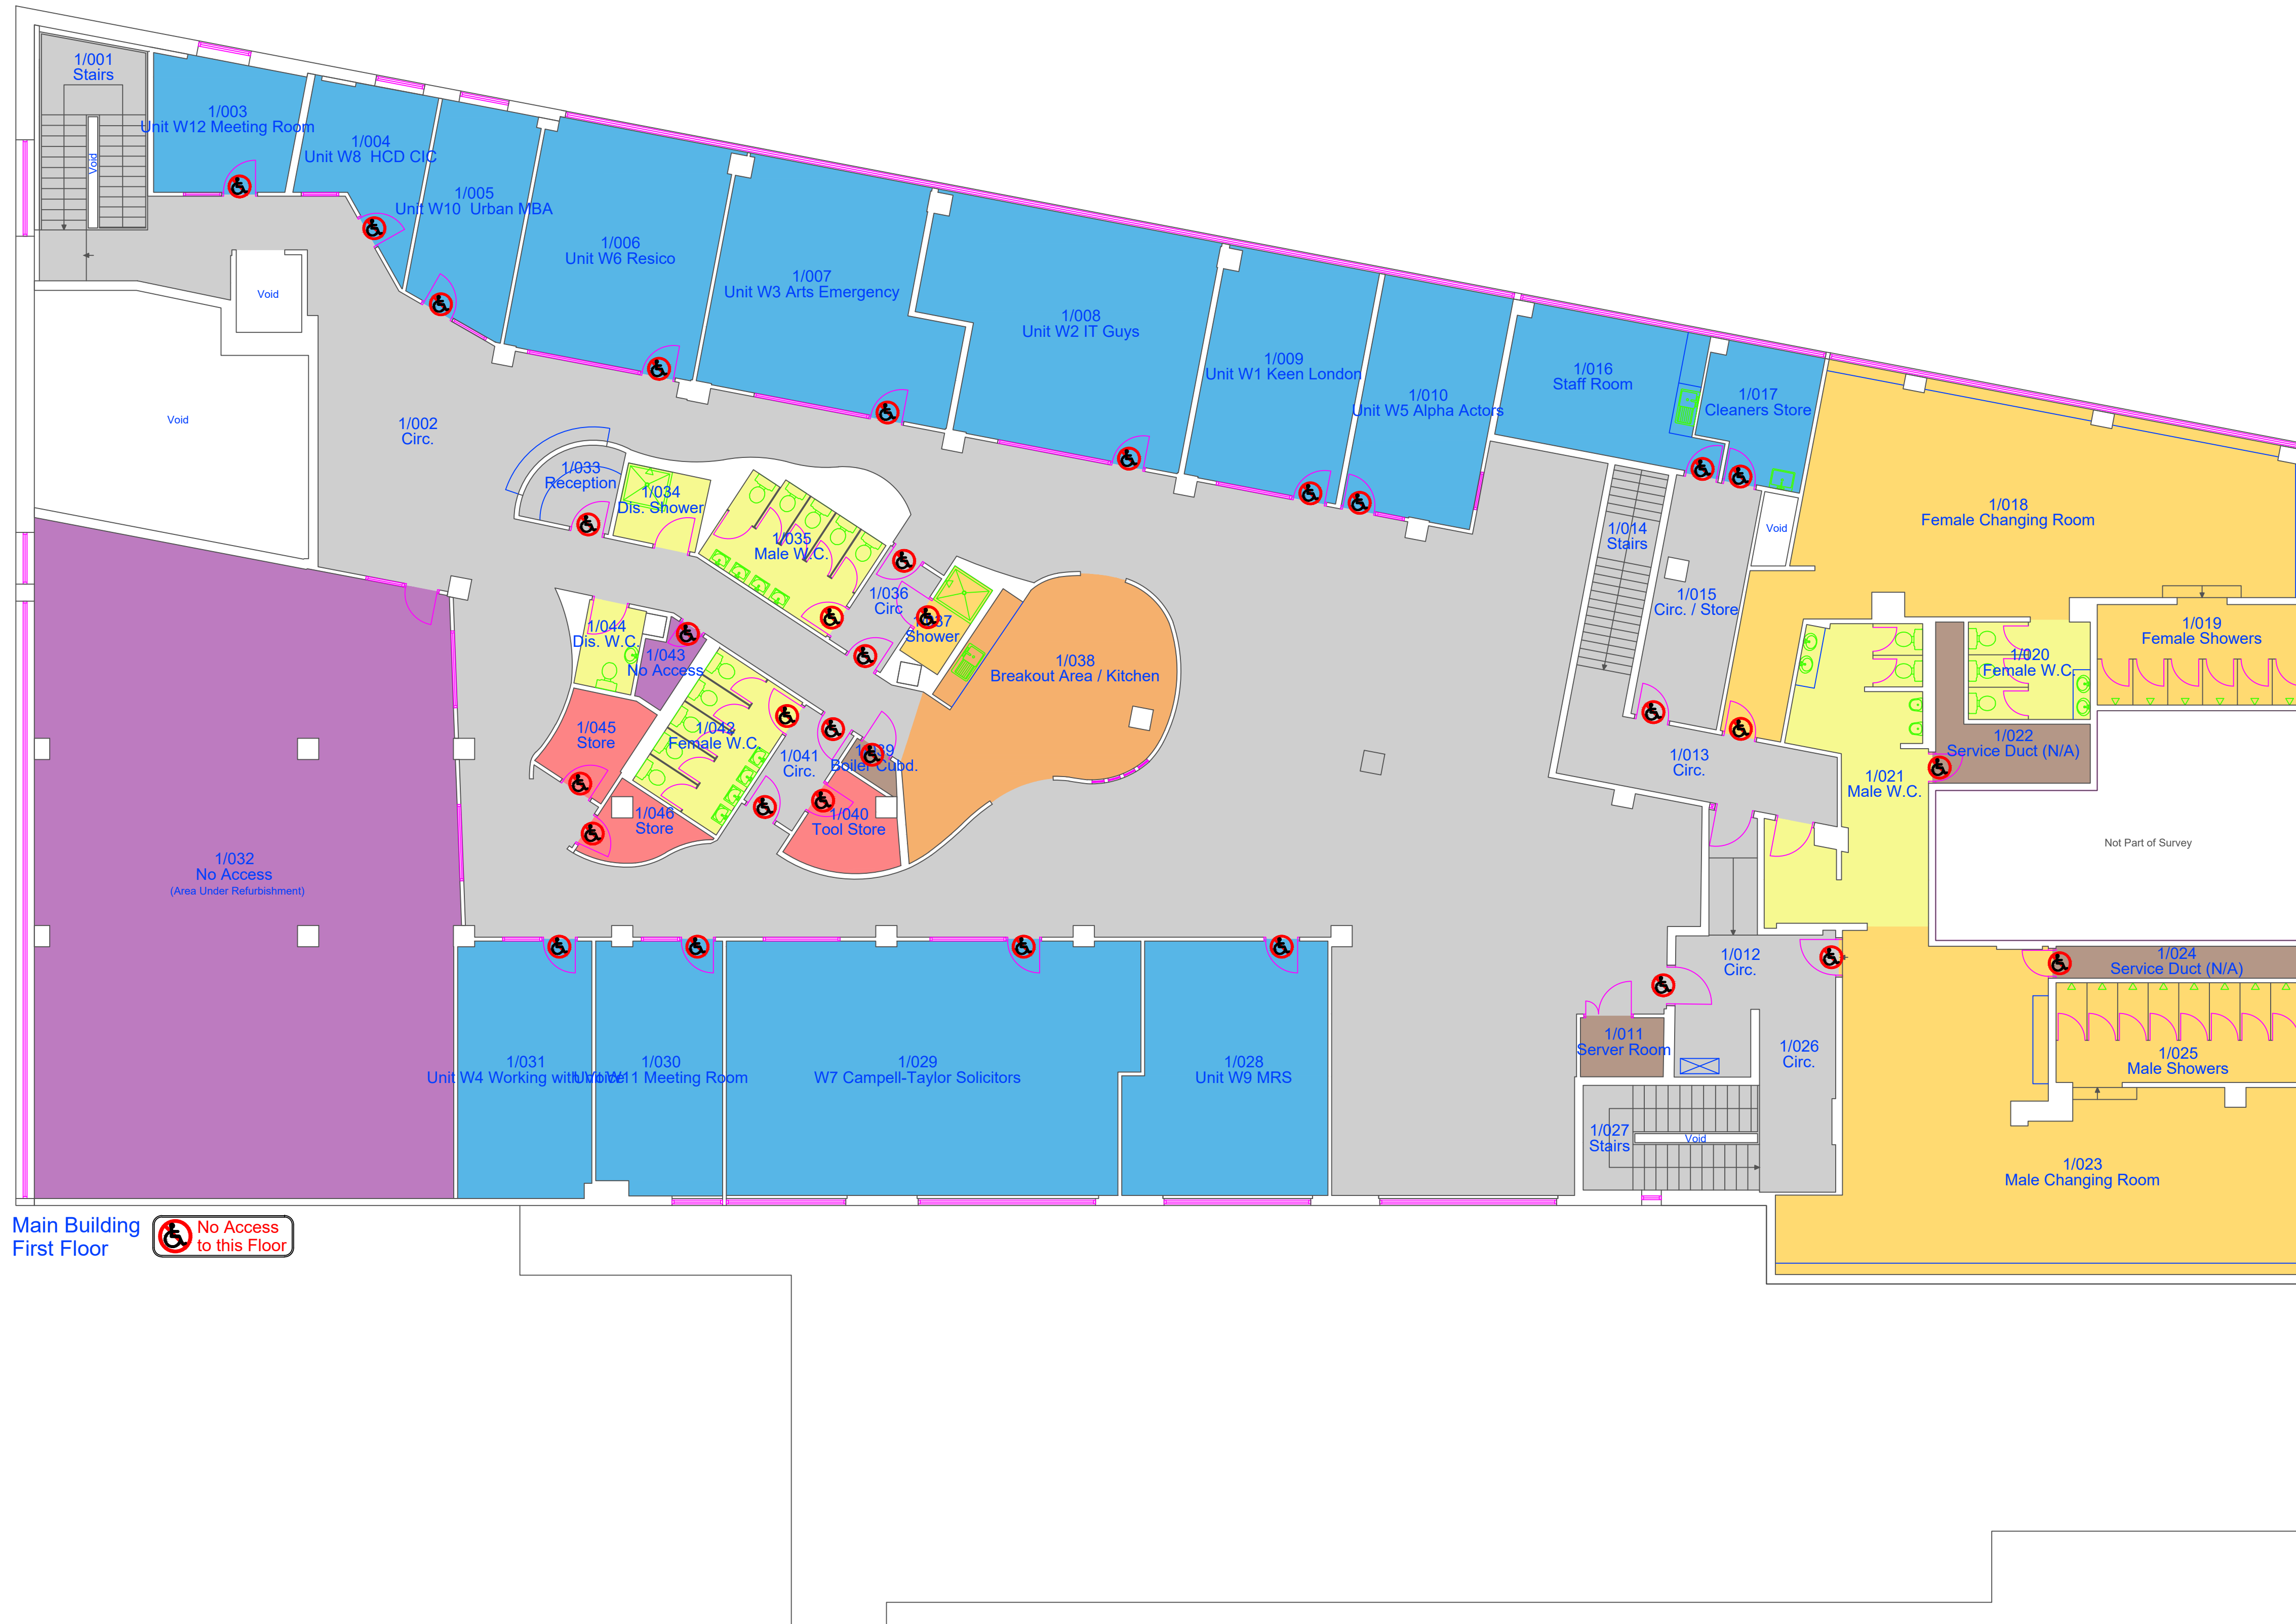 1/001
Stairs
Void
1/003
Unit W12 Meeting Room
1/004
Unit W8 HCD CIC
1/005
Unit W10 Urban MBA
1/006
Unit W6 Resico
1/007
Unit W3 Arts Emergency
1/008
Unit W2 IT Guys
1/009
Unit W1 Keen London
1/010
Unit W5 Alpha Actors
1/016
Staff Room
1/017
Cleaners Store
Void
Void
1/002
Circ.
1/033
Reception
1/034
Dis. Shower
1/035
Male W.C.
1/036
Circ
Shower
1/038
Breakout Area / Kitchen
1/014
Stairs
Void
1/015
Circ. / Store
1/018
Female Changing Room
1/019
Female Showers
1/020
Female W.C.
1/022
Service Duct (N/A)
1/013
Circ.
1/021
Male W.C.
Not Part of Survey
1/044
Dis. W.C.
1/043
No Access
1/045
Store
1/042
Female W.C.
1/041
Circ.
Boiler Cubd.
1/046
Store
1/040
Tool Store
1/032
No Access
(Area Under Refurbishment)
1/031
Unit W4 Working with
1/030
W11 Meeting Room
1/029
W7 Campell-Taylor Solicitors
1/028
Unit W9 MRS
1/012
Circ.
1/011
Server Room
1/026
Circ.
1/027
Stairs
Void
1/024
Service Duct (N/A)
1/025
Male Showers
1/023
Male Changing Room
Main Building
First Floor
No Access
to this Floor